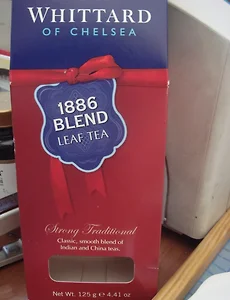 WHITTARD
OF CHELSEA
1886
BLEND
LEAF TEA
Strong Traditional
Classic, smooth blend of
Indian and China teas.
Net Wt. 125 g e 4.41 oz